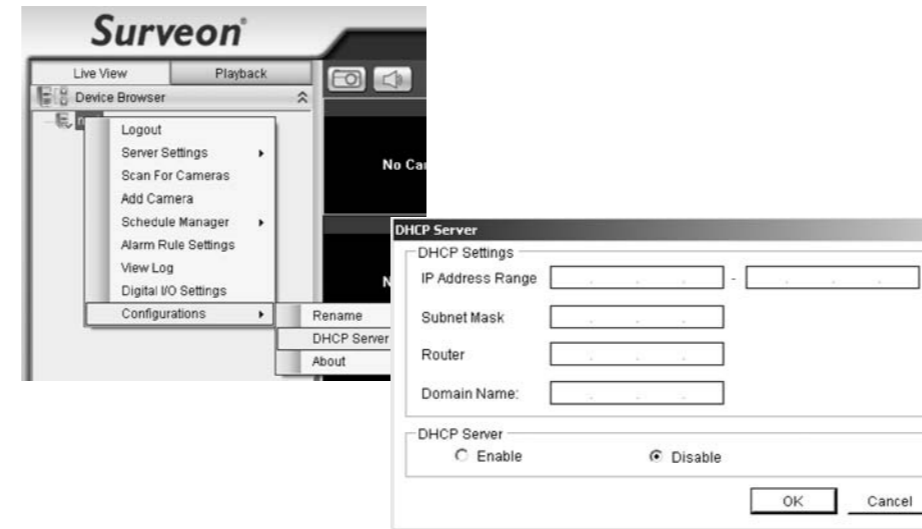 Surveon®
Live View
Playback
Device Browser
Logout
Server Settings
Scan For Cameras
Add Camera
Schedule Manager
Alarm Rule Settings
View Log
Digital I/O Settings
Configurations
Rename
DHCP Server
About
No
DHCP Server
DHCP Settings
IP Address Range
-
Subnet Mask
Router
Domain Name:
DHCP Server
Enable
Disable
OK
Cancel